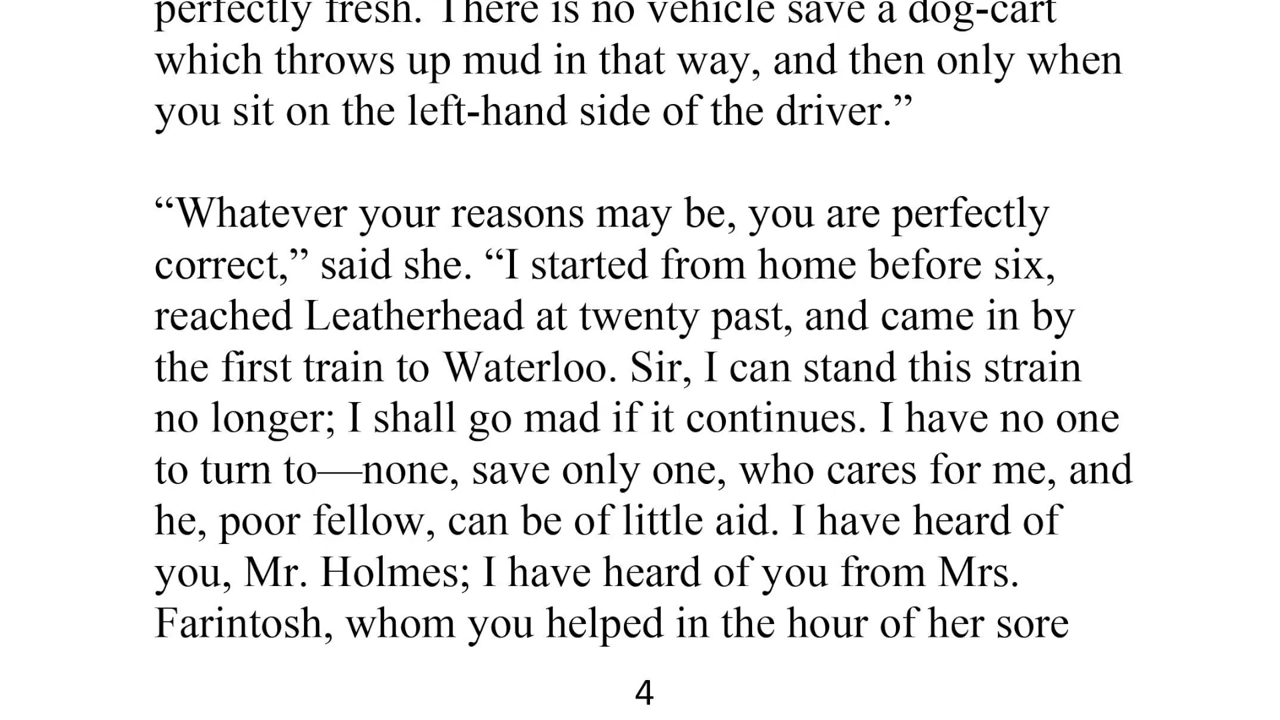 perfectly fresh. There is no vehicle save a dog-cart
which throws up mud in that way, and then only when
you sit on the left-hand side of the driver.”
“Whatever your reasons may be, you are perfectly
correct,” said she. “I started from home before six,
reached Leatherhead at twenty past, and came in by
the first train to Waterloo. Sir, I can stand this strain
no longer; I shall go mad if it continues. I have no one
to turn to—none, save only one, who cares for me, and
he, poor fellow, can be of little aid. I have heard of
you, Mr. Holmes; I have heard of you from Mrs.
Farintosh, whom you helped in the hour of her sore
4